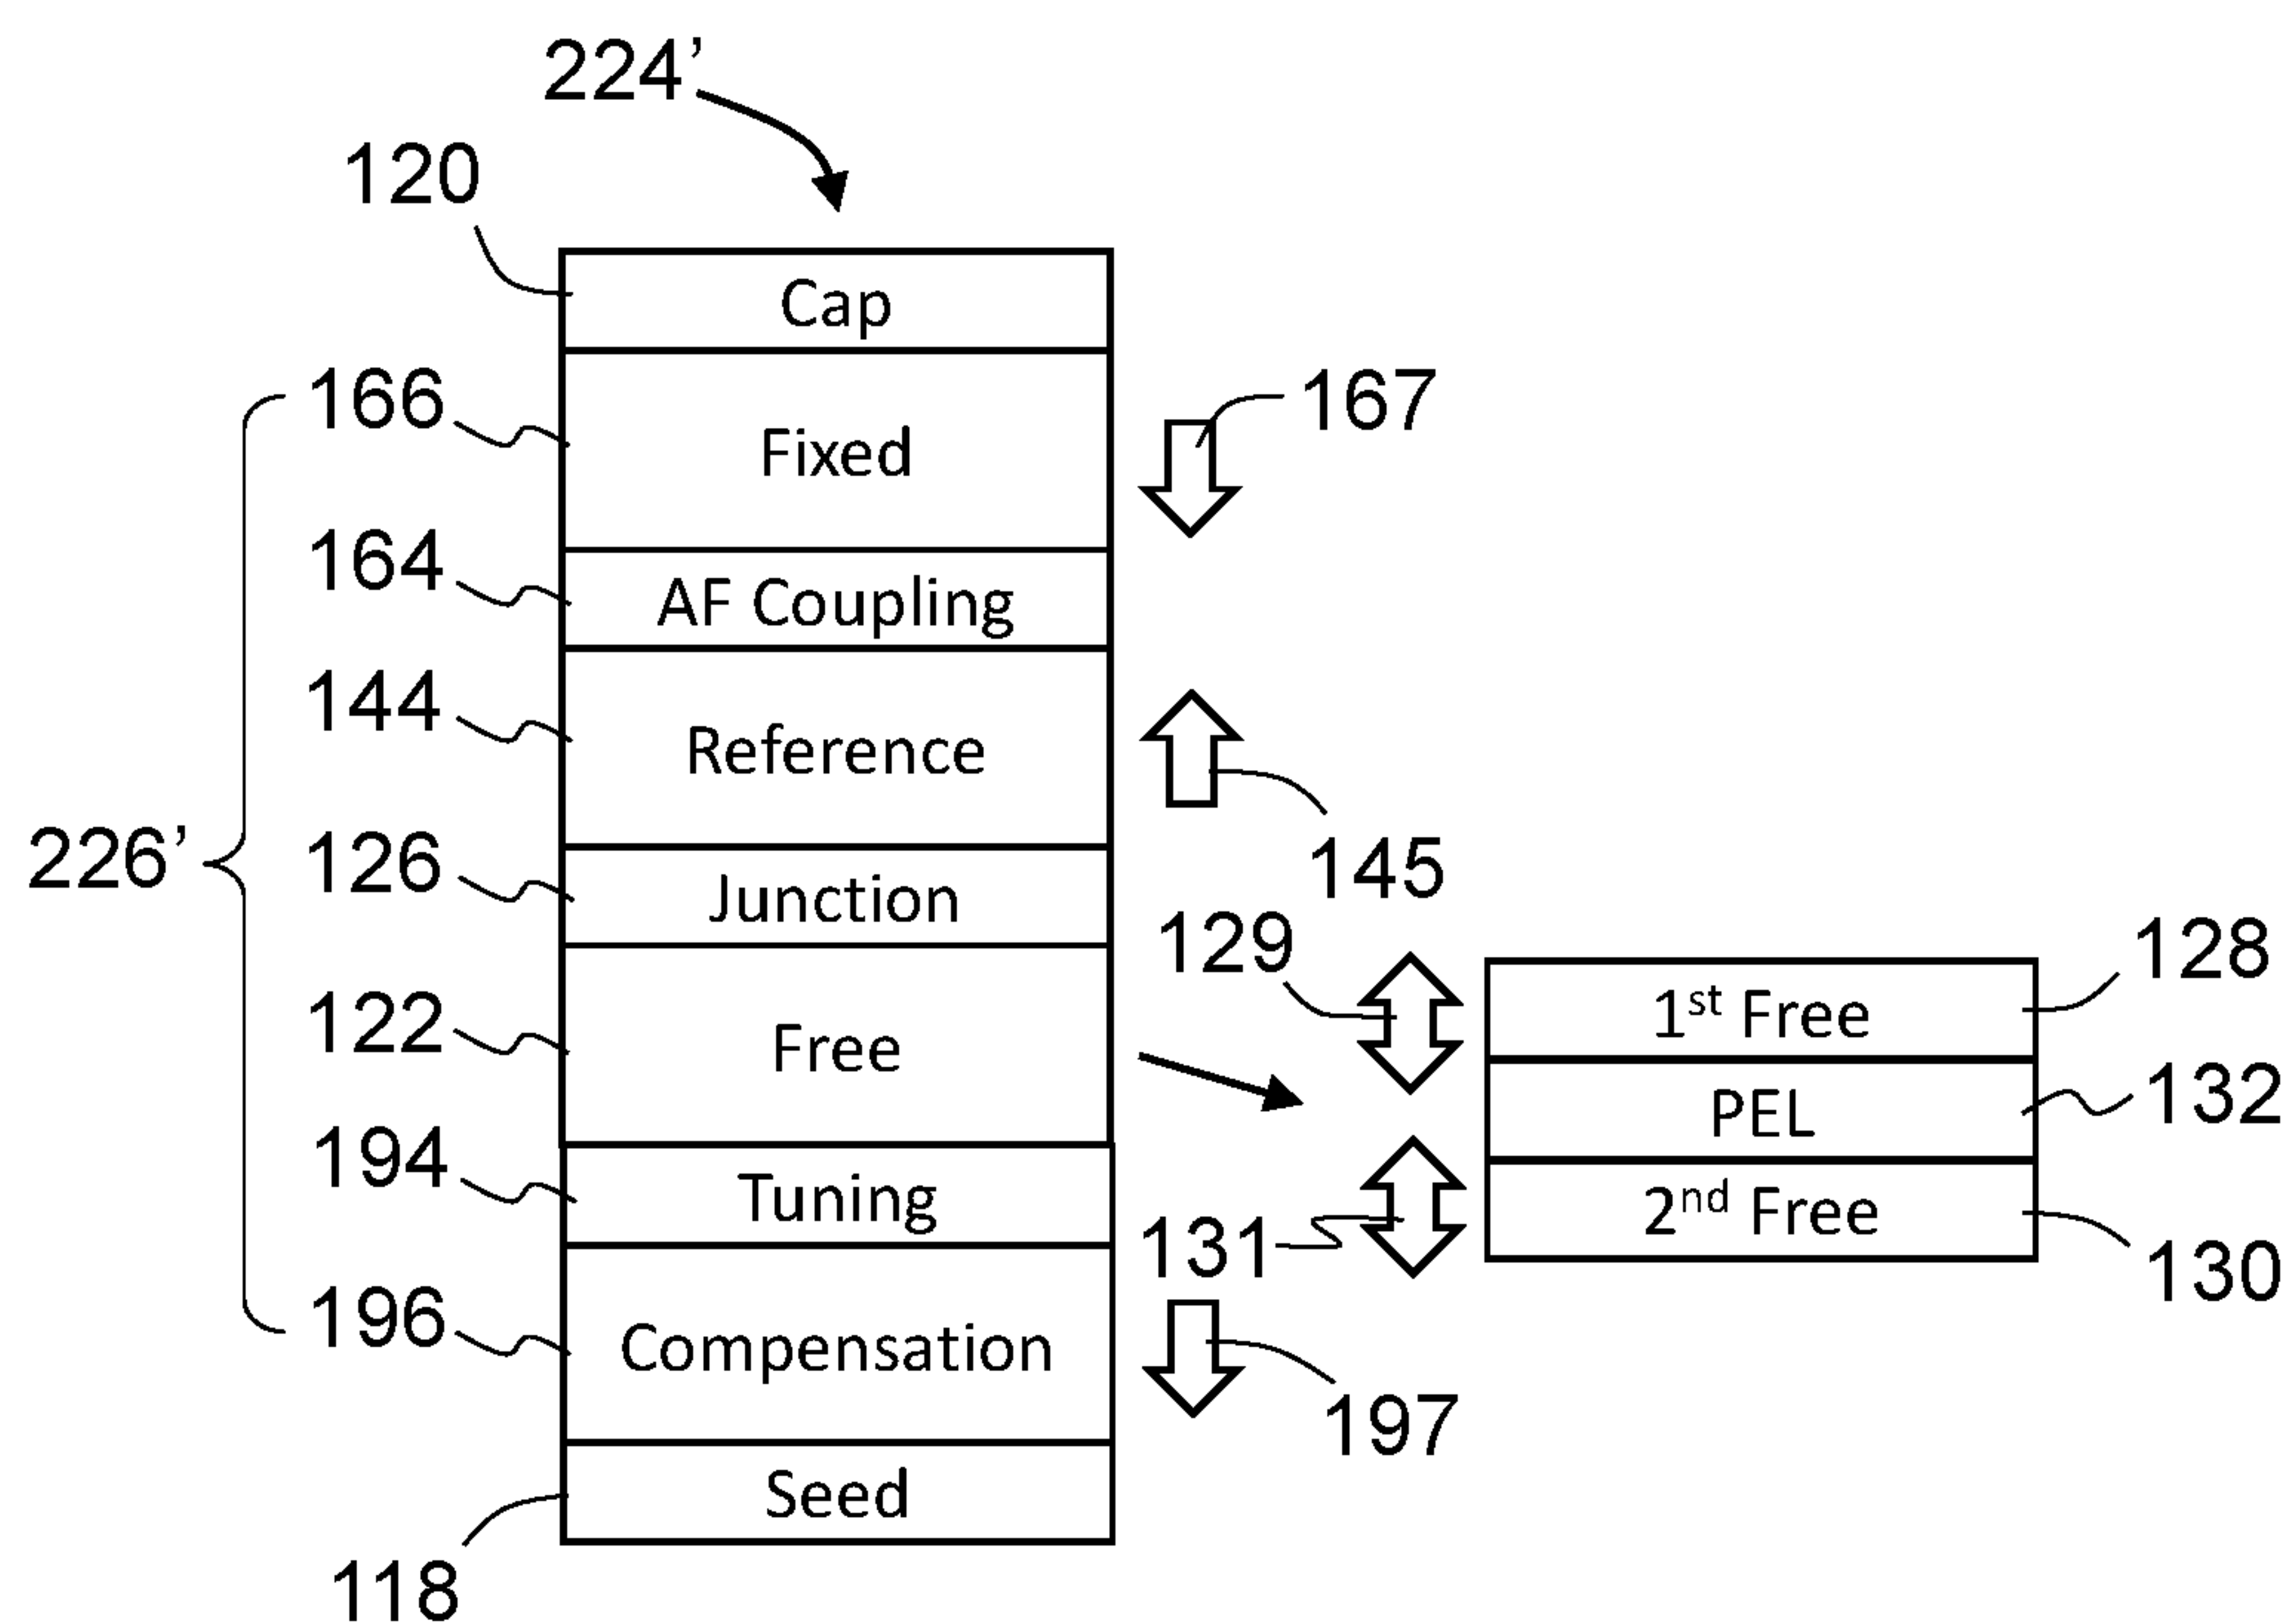 224’
120
Cap
166
Fixed
167
164
AF Coupling
144
Reference
145
226’
126
Junction
129
128
1st Free
122
Free
132
PEL
194
Tuning
131
2nd Free
130
196
Compensation
197
Seed
118